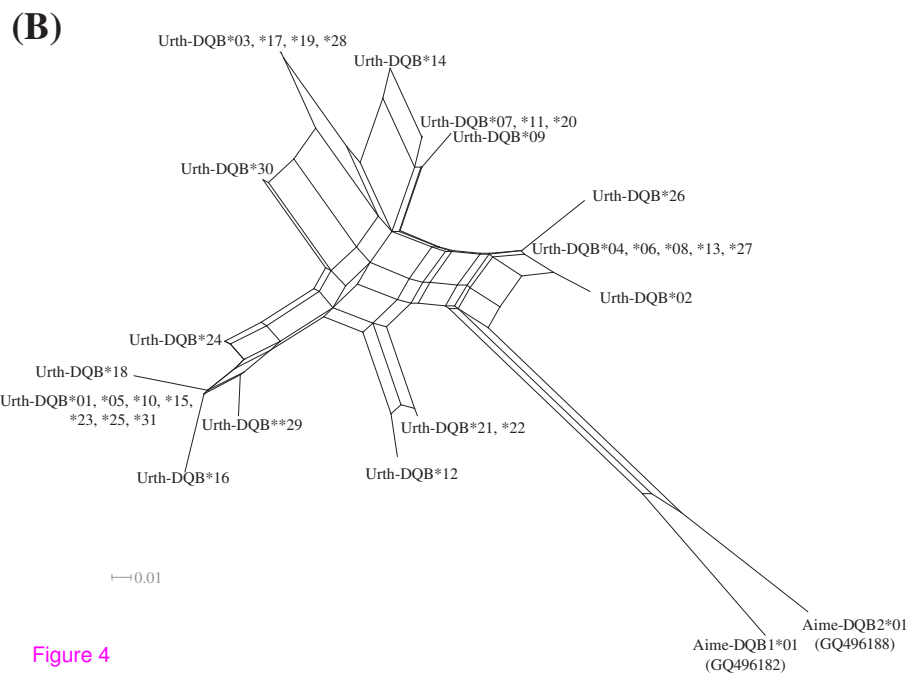 (B)
Urth-DQB*03, *17, *19, *28
Urth-DQB*14
Urth-DQB*07, *11, *20
Urth-DQB*09
Urth-DQB*30
Urth-DQB*26
Urth-DQB*04, *06, *08, *13, *27
Urth-DQB*02
Urth-DQB*24
Urth-DQB*18
Urth-DQB*01, *05, *10, *15,
*23, *25, *31
Urth-DQB**29
Urth-DQB*21, *22
Urth-DQB*16
Urth-DQB*12
0.01
Aime-DQB2*01
(GQ496188)
Aime-DQB1*01
(GQ496182)
Figure 4